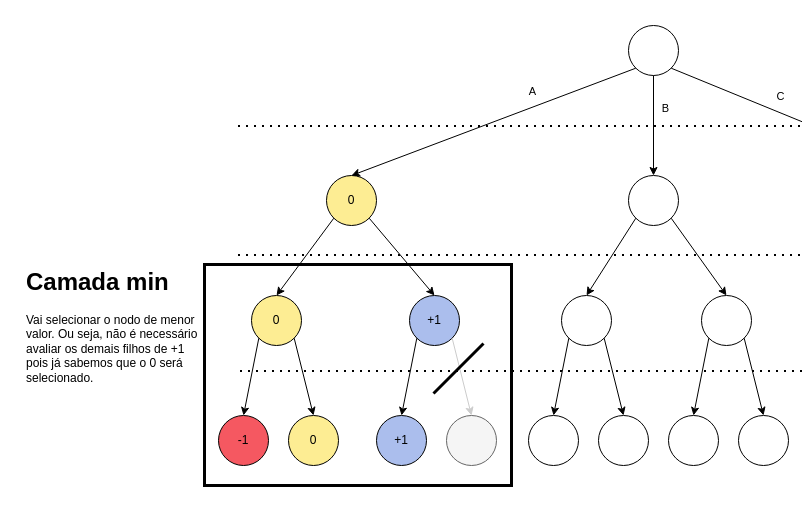 A
B
C
0
Camada min
Vai selecionar o nodo de menor
valor. Ou seja, não é necessário
avaliar os demais filhos de +1
pois já sabemos que o 0 será
selecionado.
0
+1
-1
0
+1